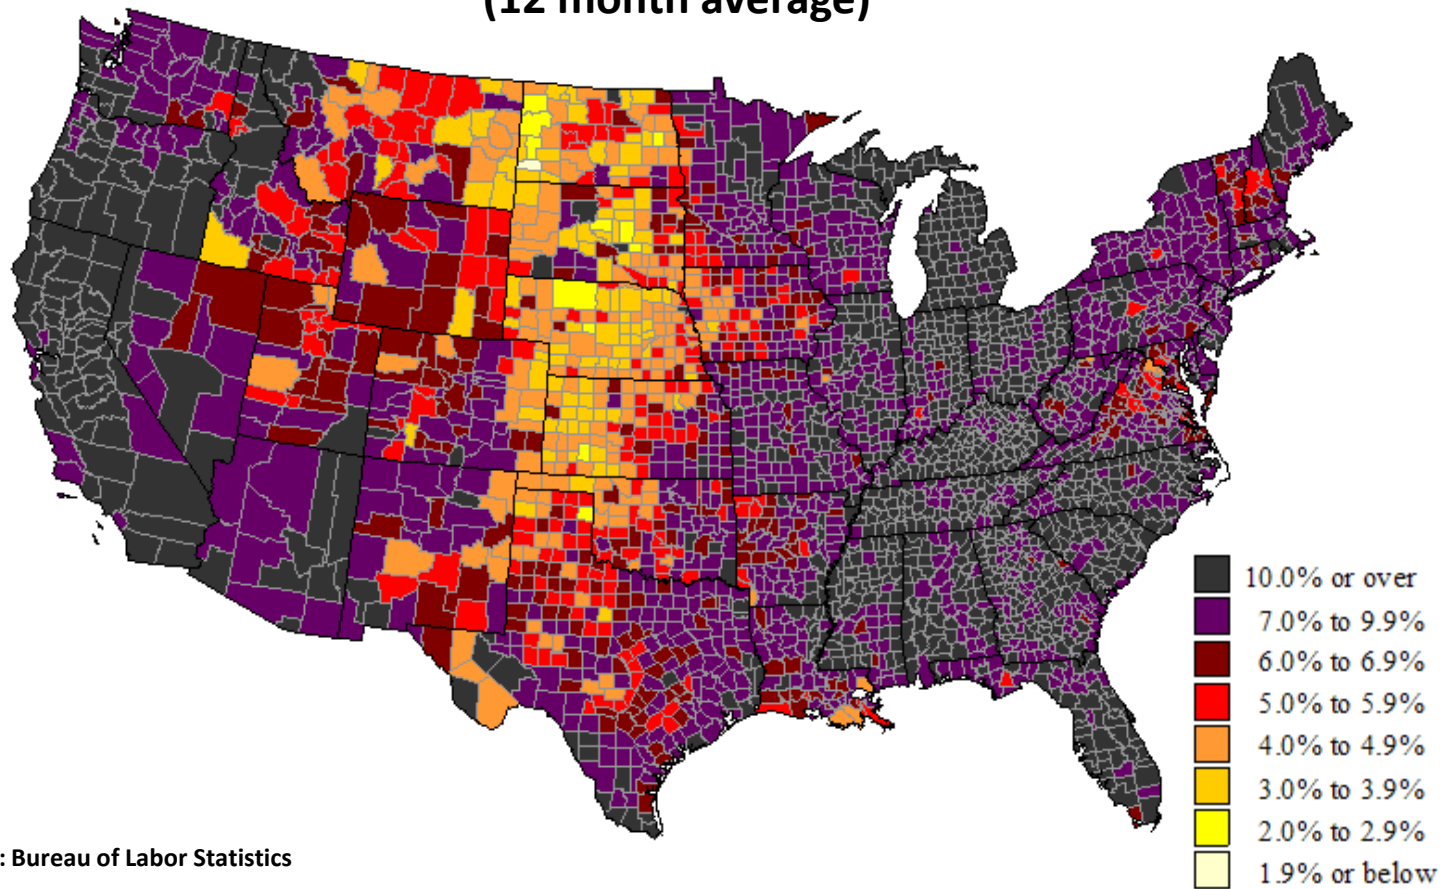 (12 month average)
10.0% or over
7.0% to 9.9%
6.0% to 6.9%
5.0% to 5.9%
4.0% to 4.9%
3.0% to 3.9%
2.0% to 2.9%
1.9% or below
: Bureau of Labor Statistics